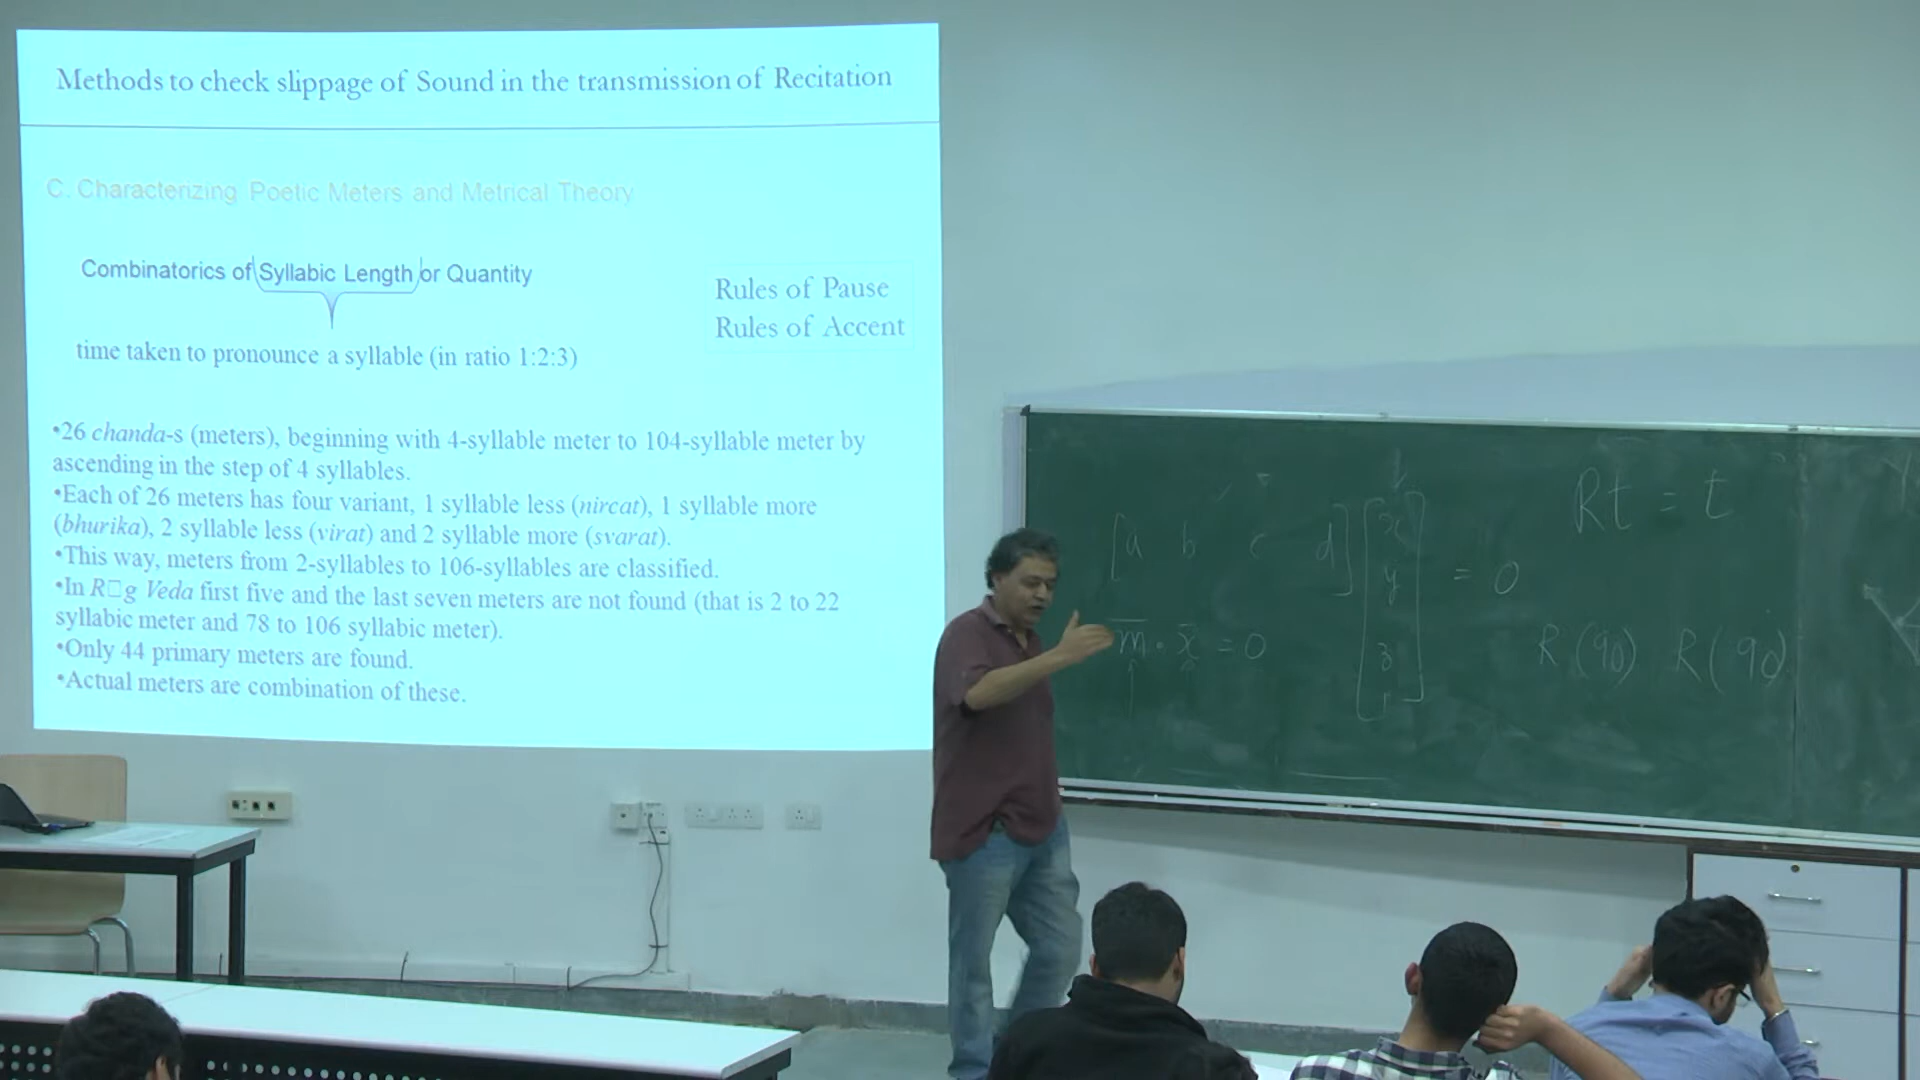 Methods to check slippage of Sound in the transmission of Recitation
C. Characterizing Poetic Meters and Metrical Theory
Combinatorics of Syllabic Length or Quantity
time taken to pronounce a syllable (in ratio 1:2:3)
Rules of Pause
Rules of Accent
•26 chanda-s (meters), beginning with 4-syllable meter to 104-syllable meter by
ascending in the step of 4 syllables.
•Each of 26 meters has four variant, 1 syllable less (nircat), 1 syllable more
(bhurika), 2 syllable less (virat) and 2 syllable more (svarat).
•This way, meters from 2-syllables to 106-syllables are classified.
•In R□g Veda first five and the last seven meters are not found (that is 2 to 22
syllabic meter and 78 to 106 syllabic meter).
•Only 44 primary meters are found.
•Actual meters are combination of these.
[a b c d] [x y z 1] = 0
m · x = 0
Rt = t
R (90) R (90)